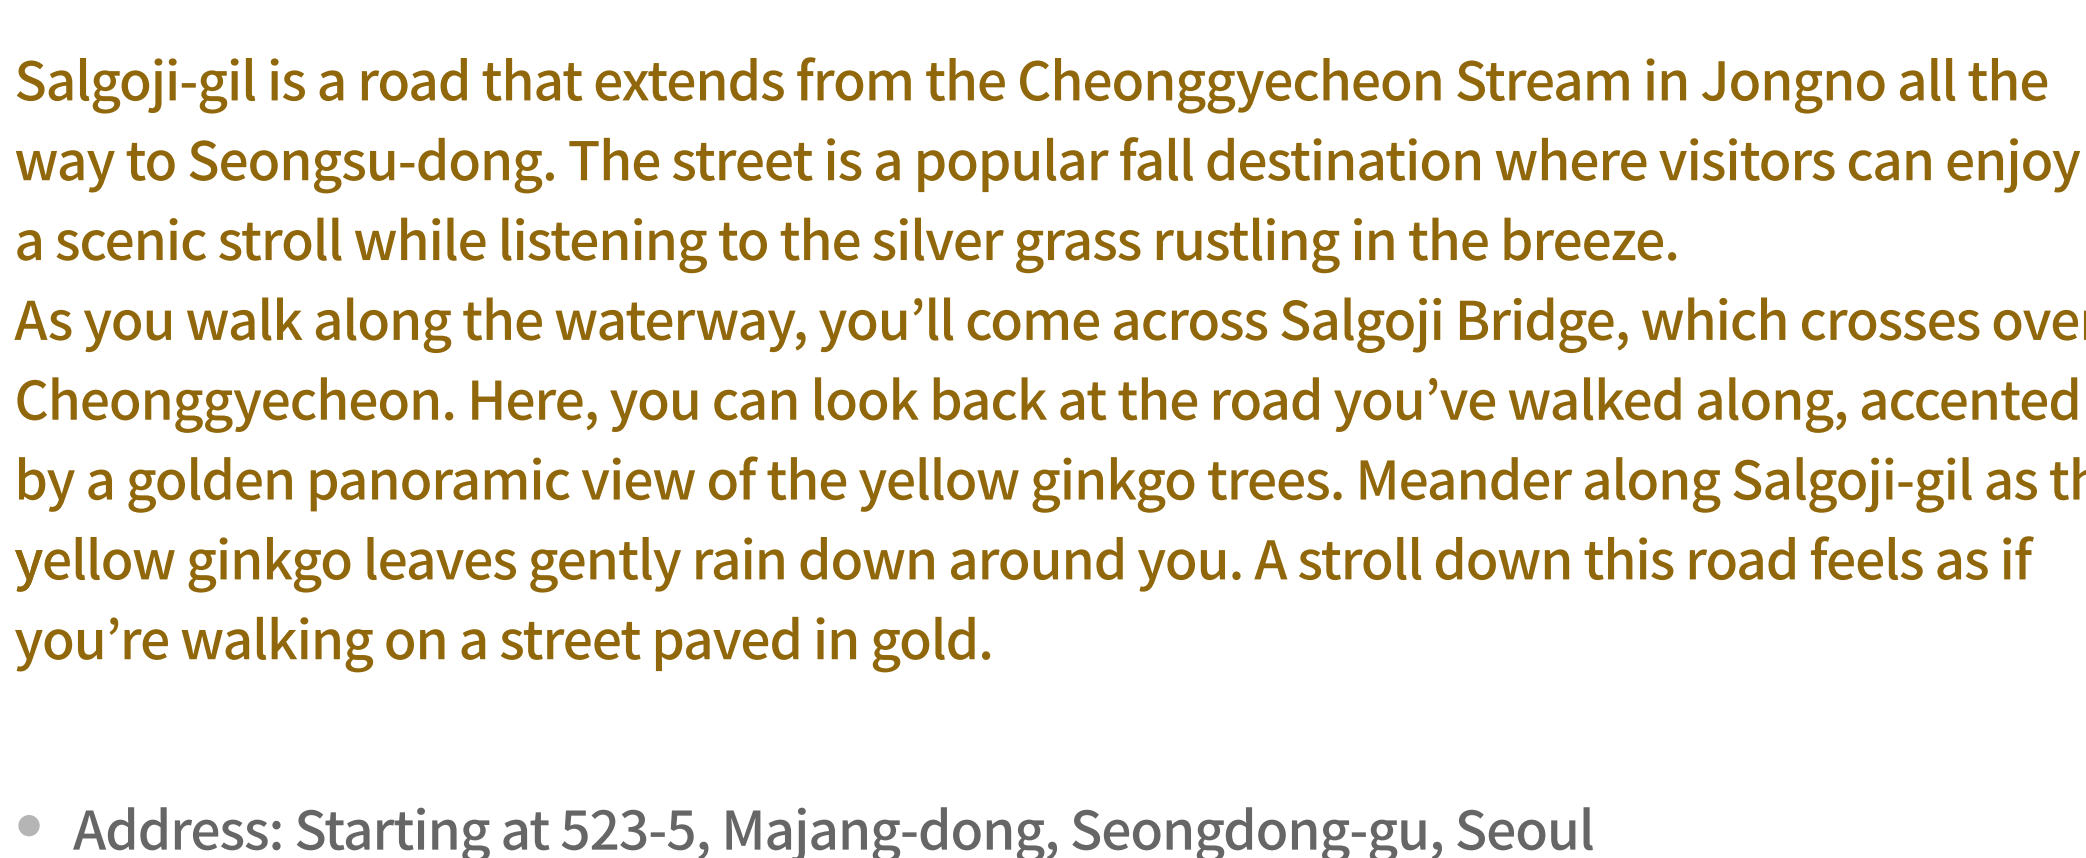 Salgoji-gil is a road that extends from the Cheonggyecheon Stream in Jongno all the
way to Seongsu-dong. The street is a popular fall destination where visitors can enjoy
a scenic stroll while listening to the silver grass rustling in the breeze.
As you walk along the waterway, you’ll come across Salgoji Bridge, which crosses over
Cheonggyecheon. Here, you can look back at the road you’ve walked along, accented
by a golden panoramic view of the yellow ginkgo trees. Meander along Salgoji-gil as th
yellow ginkgo leaves gently rain down around you. A stroll down this road feels as if
you’re walking on a street paved in gold.
Address: Starting at 523-5, Majang-dong, Seongdong-gu, Seoul